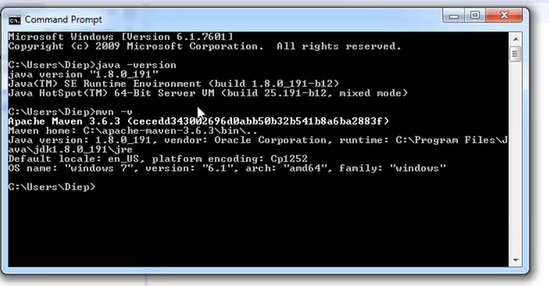 Command Prompt
Microsoft Windows [Version 6.1.7601]
Copyright (c) 2009 Microsoft Corporation.  All rights reserved.
C:\Users\Diep>java -version
java version "1.8.0_191"
Java(TM) SE Runtime Environment (build 1.8.0_191-b12)
Java HotSpot(TM) 64-Bit Server VM (build 25.191-b12, mixed mode)
C:\Users\Diep>mvn -v
Apache Maven 3.6.3 (cecedd343002696d0abb50b32b541b8a6ba2883f)
Maven home: C:\apache-maven-3.6.3\bin\..
Java version: 1.8.0_191, vendor: Oracle Corporation, runtime: C:\Program Files\J
ava\jdk1.8.0_191\jre
Default locale: en_US, platform encoding: Cp1252
OS name: "windows 7", version: "6.1", arch: "amd64", family: "windows"
C:\Users\Diep>